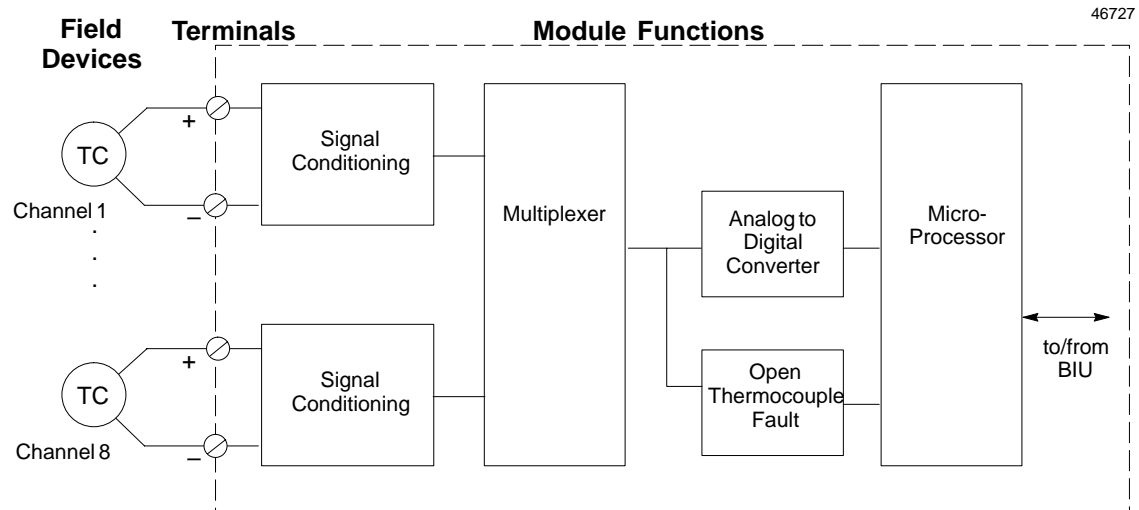 46727
Field
Devices
Terminals
Module Functions
+
TC
−
Channel 1
.
.
.
Signal
Conditioning
Multiplexer
Analog to
Digital
Converter
Micro-
Processor
to/from
BIU
+
TC
−
Channel 8
Signal
Conditioning
Open
Thermocouple
Fault